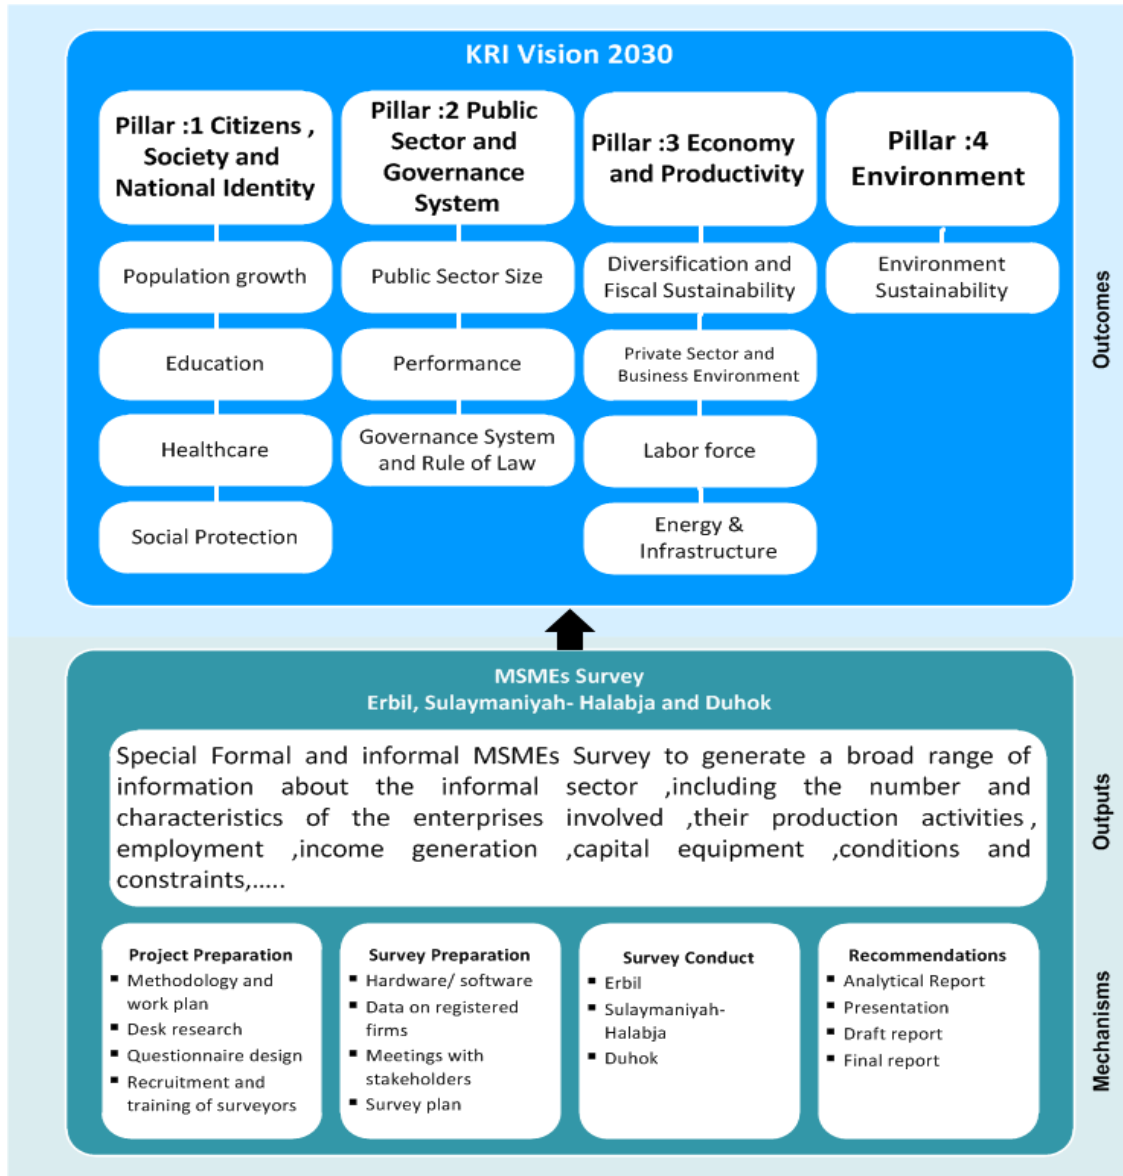 KRI Vision 2030
Pillar :1 Citizens ,
Society and
National Identity
Population growth
Education
Healthcare
Social Protection
Pillar :2 Public
Sector and
Governance
System
Public Sector Size
Performance
Governance System
and Rule of Law
Pillar :3 Economy
and Productivity
Diversification and
Fiscal Sustainability
Private Sector and
Business Environment
Labor force
Energy &
Infrastructure
Pillar :4
Environment
Environment
Sustainability
Outcomes
MSMEs Survey
Erbil, Sulaymaniyah- Halabja and Duhok
Special Formal and informal MSMEs Survey to generate a broad range of
information about the informal sector ,including the number and
characteristics of the enterprises involved ,their production activities ,
employment ,income generation ,capital equipment ,conditions and
constraints,.....
Outputs
Project Preparation
▪ Methodology and
work plan
▪ Desk research
▪ Questionnaire design
▪ Recruitment and
training of surveyors
Survey Preparation
▪ Hardware/ software
▪ Data on registered
firms
▪ Meetings with
stakeholders
▪ Survey plan
Survey Conduct
▪ Erbil
▪ Sulaymaniyah-
Halabja
▪ Duhok
Recommendations
▪ Analytical Report
▪ Presentation
▪ Draft report
▪ Final report
Mechanisms